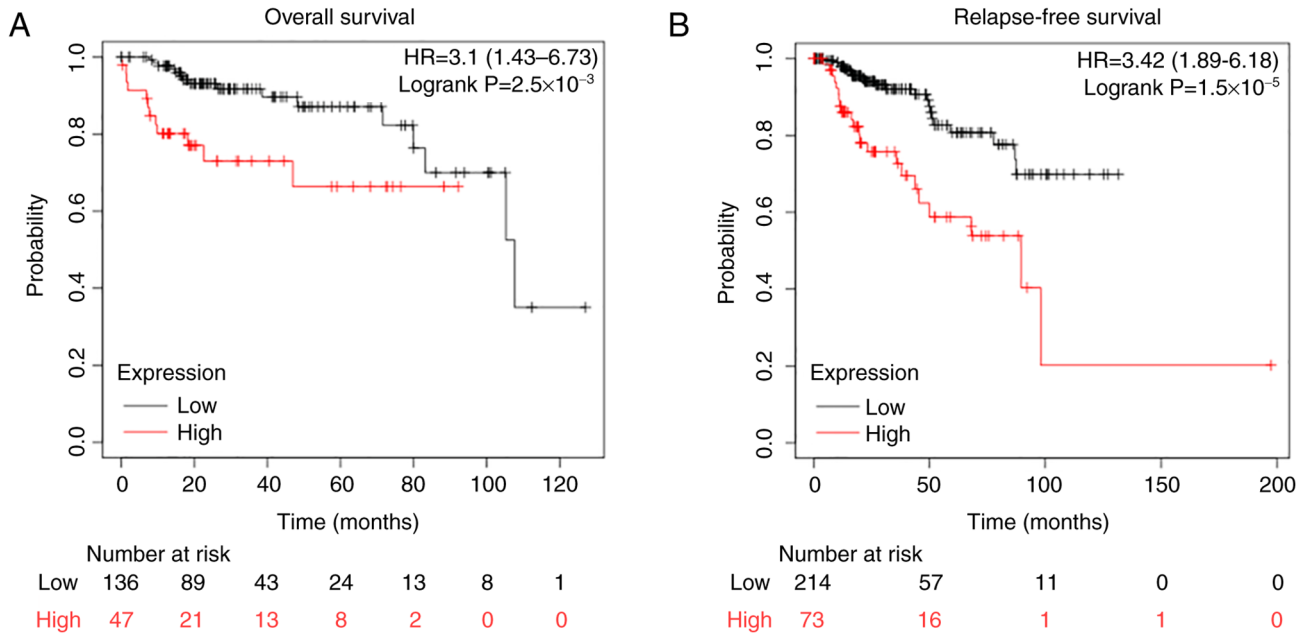 A
Overall survival
HR=3.1 (1.43–6.73)
Logrank P=2.5×10⁻³
Probability
1.0
0.8
0.6
0.4
0.2
0.0
Expression
Low
High
0 20 40 60 80 100 120
Time (months)
Number at risk
Low 136 89 43 24 13 8 1
High 47 21 13 8 2 0 0
B
Relapse-free survival
HR=3.42 (1.89-6.18)
Logrank P=1.5×10⁻⁵
Probability
1.0
0.8
0.6
0.4
0.2
0.0
Expression
Low
High
0 50 100 150 200
Time (months)
Number at risk
Low 214 57 11 0 0
High 73 16 1 1 0